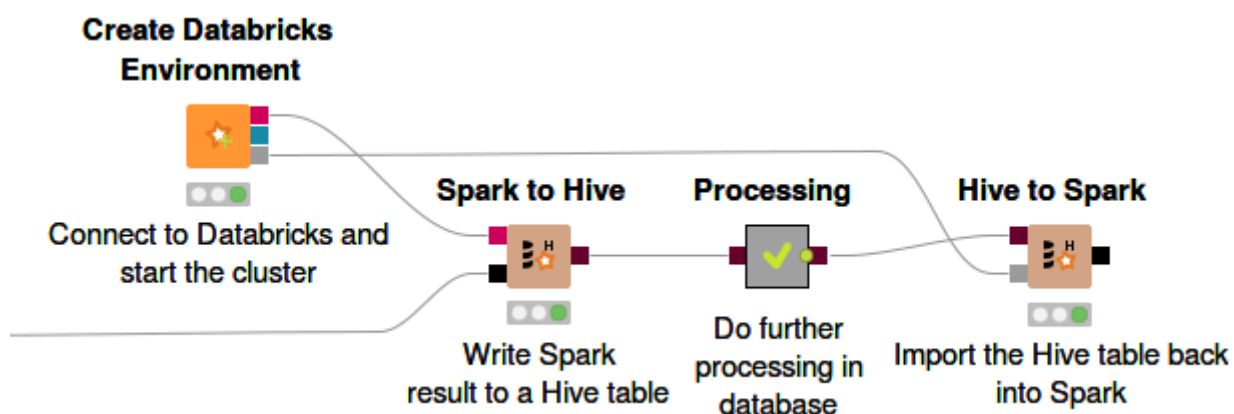 Create Databricks
Environment
Connect to Databricks and
start the cluster
Spark to Hive
H
Write Spark
result to a Hive table
Processing
Do further
processing in
database
Hive to Spark
H
Import the Hive table back
into Spark